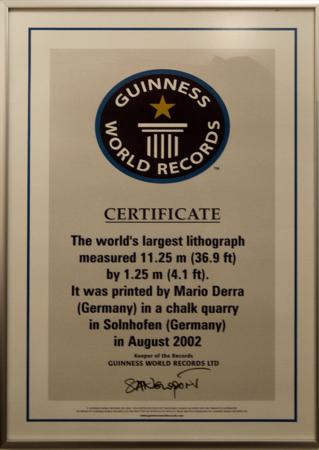 GUINNESS
WORLD RECORDS
TM
CERTIFICATE
The world's largest lithograph
measured 11.25 m (36.9 ft)
by 1.25 m (4.1 ft).
It was printed by Mario Derra
(Germany) in a chalk quarry
in Solnhofen (Germany)
in August 2002
Keeper of the Records
GUINNESS WORLD RECORDS LTD